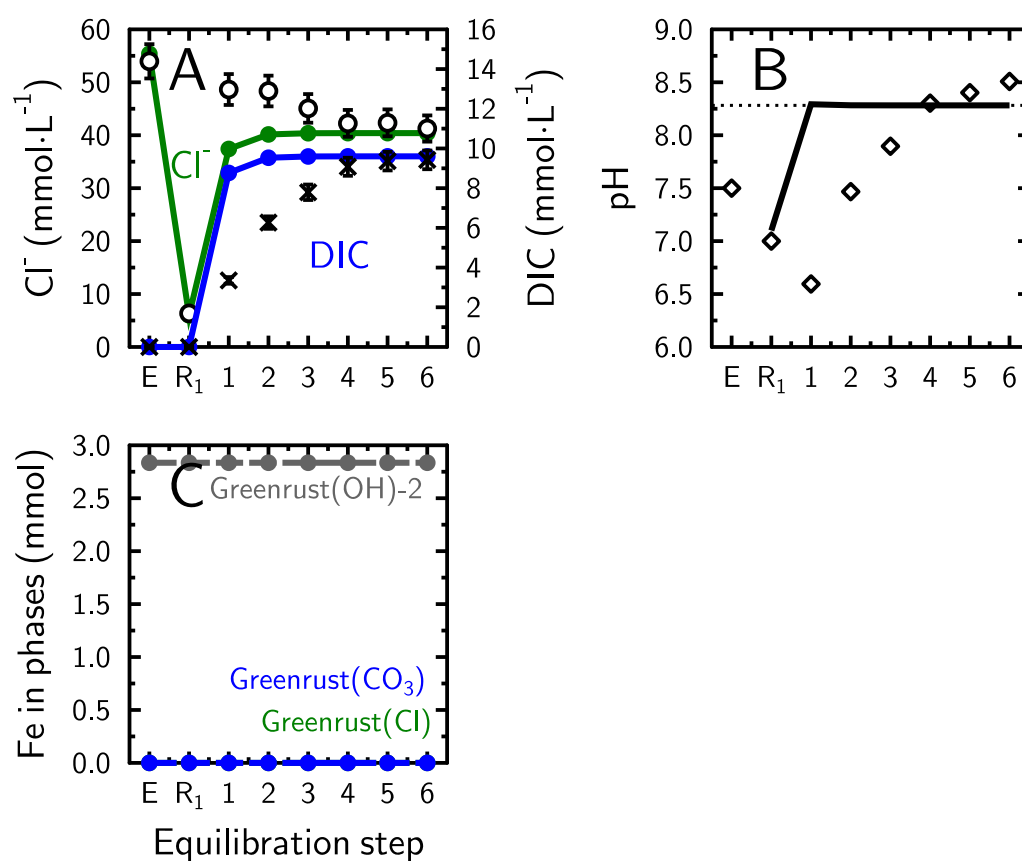 A
Cl⁻
DIC
Cl⁻ (mmol·L⁻¹)
60
50
40
30
20
10
0
DIC (mmol·L⁻¹)
16
14
12
10
8
6
4
2
0
E R₁ 1 2 3 4 5 6
B
pH
9.0
8.5
8.0
7.5
7.0
6.5
6.0
E R₁ 1 2 3 4 5 6
C
Greenrust(OH)-2
Greenrust(CO₃)
Greenrust(Cl)
Fe in phases (mmol)
3.0
2.5
2.0
1.5
1.0
0.5
0.0
E R₁ 1 2 3 4 5 6
Equilibration step